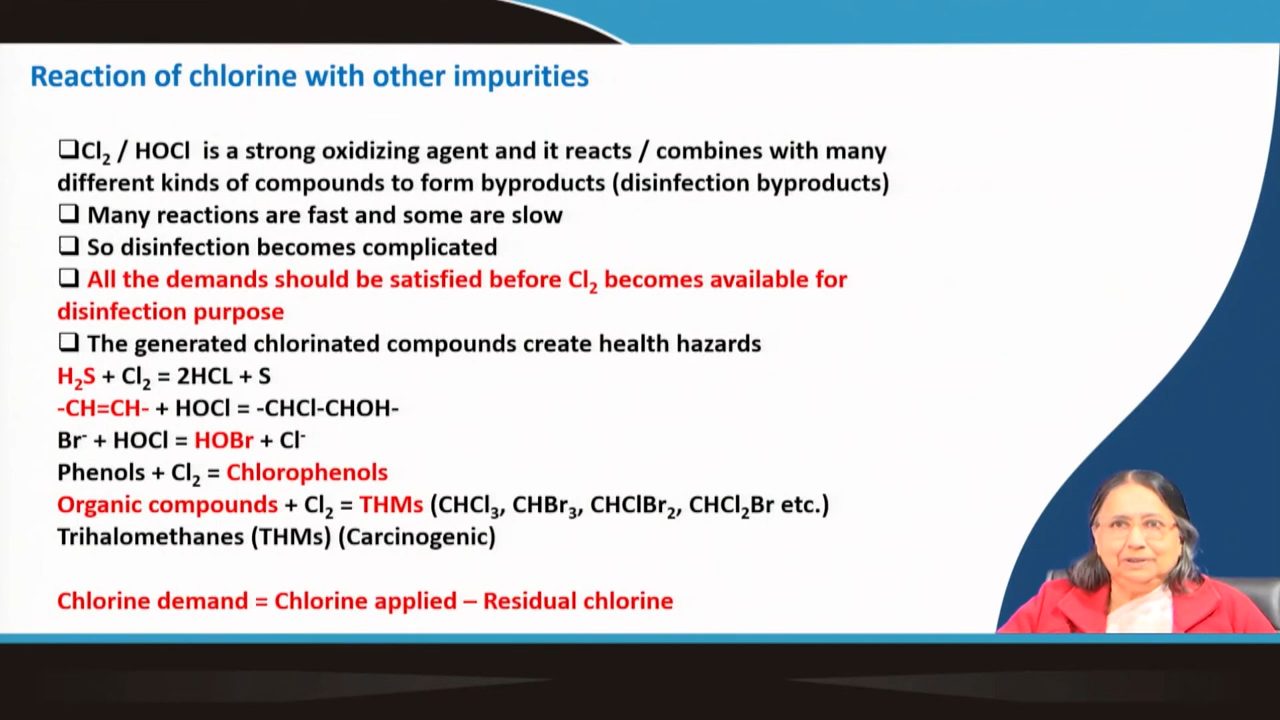 Reaction of chlorine with other impurities
❑Cl₂ / HOCl is a strong oxidizing agent and it reacts / combines with many
different kinds of compounds to form byproducts (disinfection byproducts)
❑ Many reactions are fast and some are slow
❑ So disinfection becomes complicated
❑ All the demands should be satisfied before Cl₂ becomes available for
disinfection purpose
❑ The generated chlorinated compounds create health hazards
H₂S + Cl₂ = 2HCL + S
-CH=CH- + HOCl = -CHCl-CHOH-
Br⁻ + HOCl = HOBr + Cl⁻
Phenols + Cl₂ = Chlorophenols
Organic compounds + Cl₂ = THMs (CHCl₃, CHBr₃, CHClBr₂, CHCl₂Br etc.)
Trihalomethanes (THMs) (Carcinogenic)
Chlorine demand = Chlorine applied – Residual chlorine